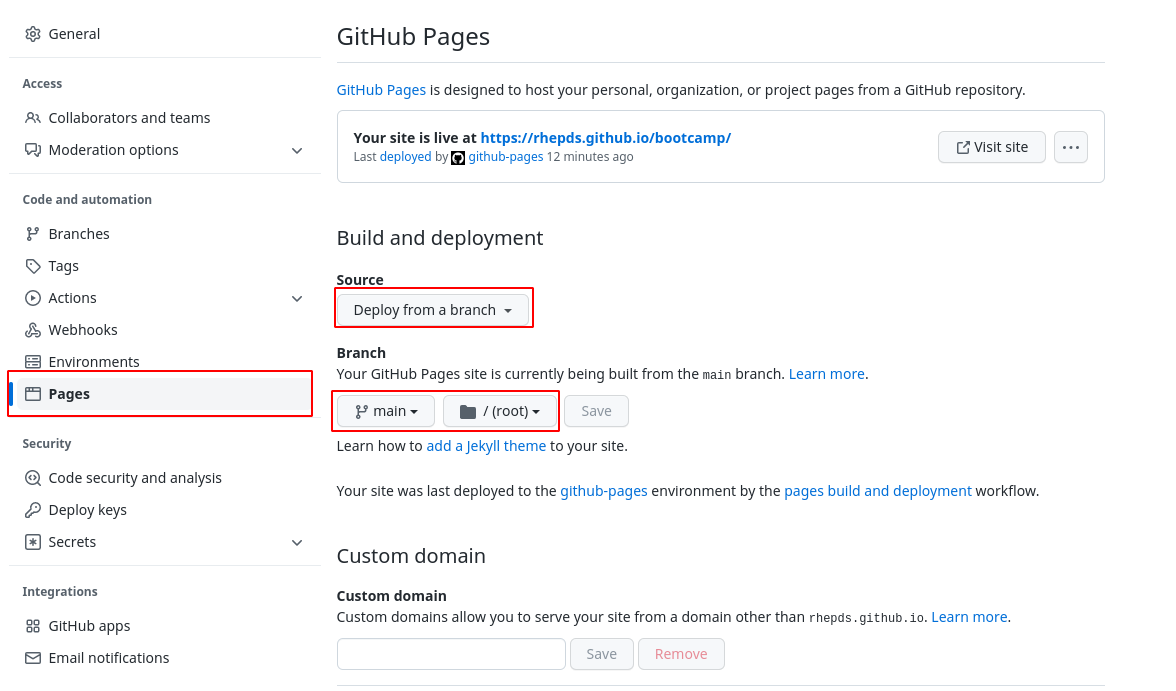 General
Access
Collaborators and teams
Moderation options
Code and automation
Branches
Tags
Actions
Webhooks
Environments
Pages
Security
Code security and analysis
Deploy keys
Secrets
Integrations
GitHub apps
Email notifications
GitHub Pages
GitHub Pages is designed to host your personal, organization, or project pages from a GitHub repository.
Your site is live at https://rhepds.github.io/bootcamp/
Last deployed by github-pages 12 minutes ago
Visit site
Build and deployment
Source
Deploy from a branch
Branch
Your GitHub Pages site is currently being built from the main branch. Learn more.
main / (root) Save
Learn how to add a Jekyll theme to your site.
Your site was last deployed to the github-pages environment by the pages build and deployment workflow.
Custom domain
Custom domain
Custom domains allow you to serve your site from a domain other than rhepds.github.io. Learn more.
Save Remove